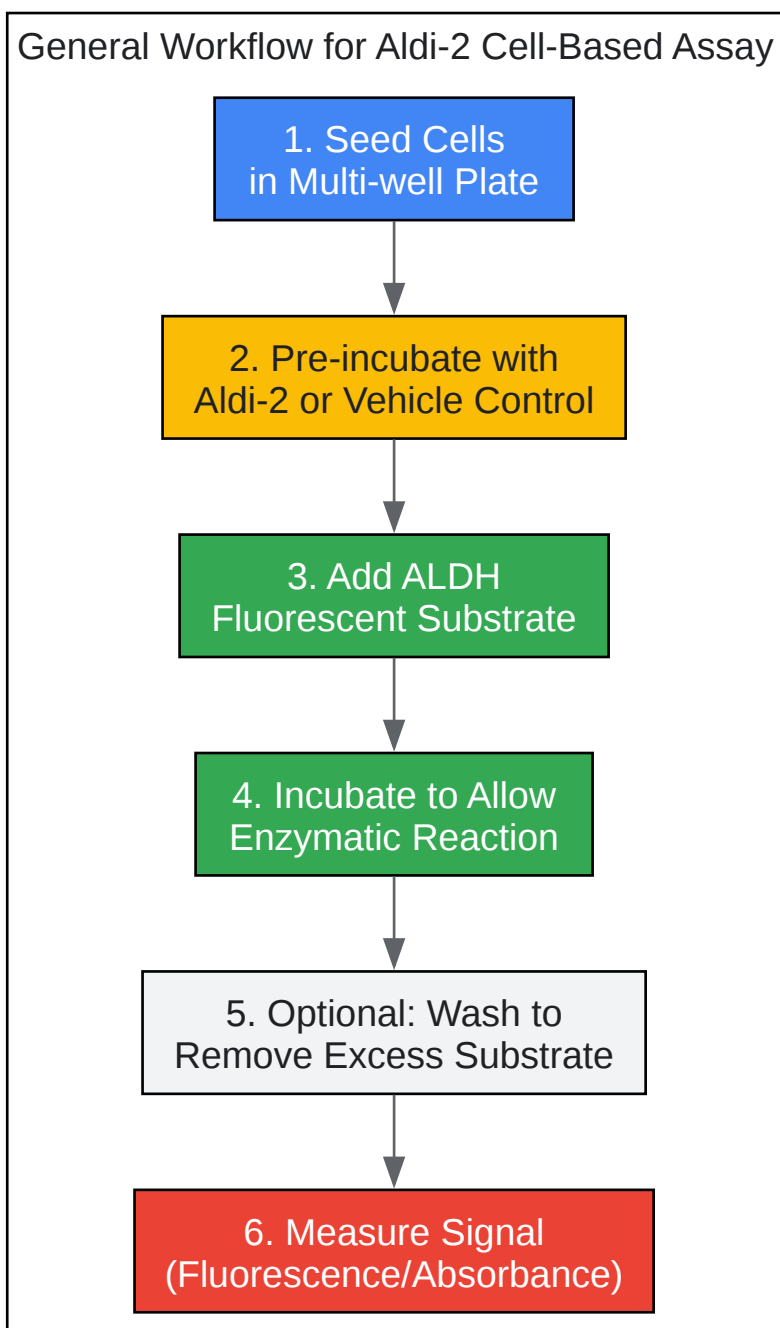 General Workflow for Aldi-2 Cell-Based Assay
1. Seed Cells
in Multi-well Plate
2. Pre-incubate with
Aldi-2 or Vehicle Control
3. Add ALDH
Fluorescent Substrate
4. Incubate to Allow
Enzymatic Reaction
5. Optional: Wash to
Remove Excess Substrate
6. Measure Signal
(Fluorescence/Absorbance)